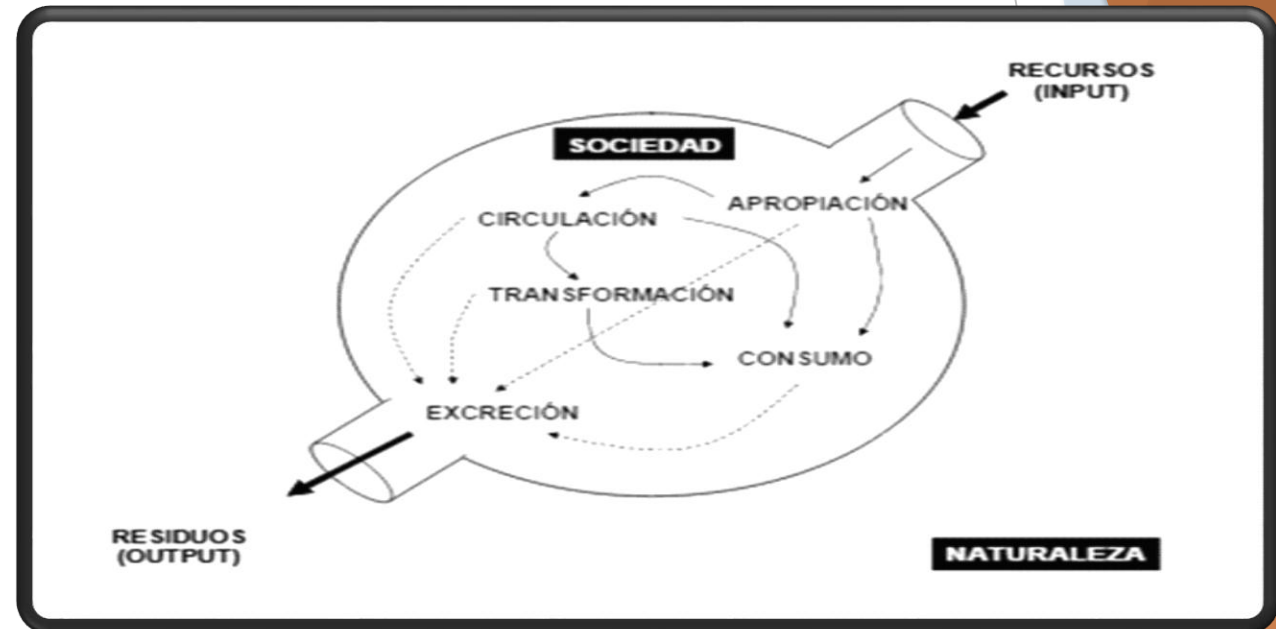 RECURSOS
(INPUT)
SOCIEDAD
APROPIACIÓN
CIRCULACIÓN
TRANSFORMACIÓN
CONSUMO
EXCRECIÓN
RESIDUOS
(OUTPUT)
NATURALEZA